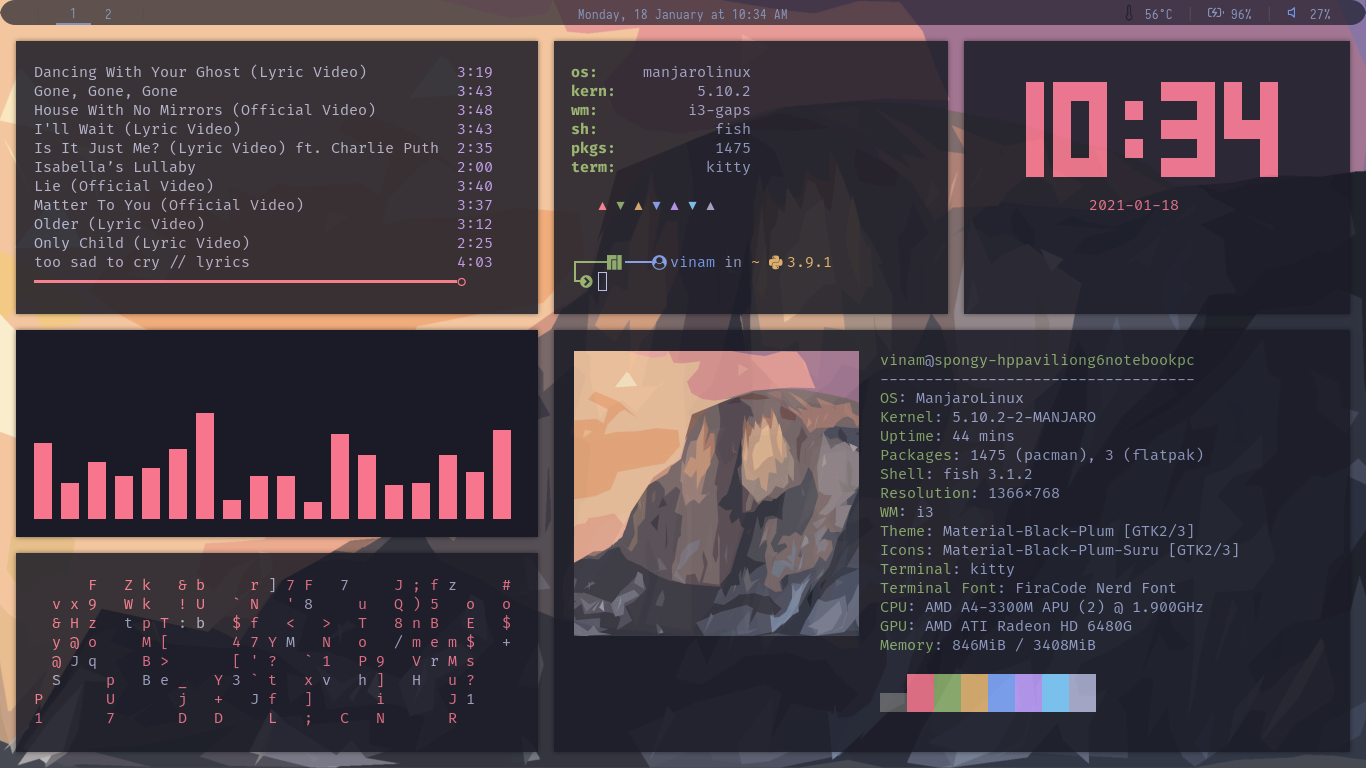 1 2
Monday, 18 January at 10:34 AM
56°C | 96% | 27%
Dancing With Your Ghost (Lyric Video) 3:19
Gone, Gone, Gone 3:43
House With No Mirrors (Official Video) 3:48
I'll Wait (Lyric Video) 3:43
Is It Just Me? (Lyric Video) ft. Charlie Puth 2:35
Isabella’s Lullaby 2:00
Lie (Official Video) 3:40
Matter To You (Official Video) 3:37
Older (Lyric Video) 3:12
Only Child (Lyric Video) 2:25
too sad to cry // lyrics 4:03
os: manjarolinux
kern: 5.10.2
wm: i3-gaps
sh: fish
pkgs: 1475
term: kitty
▲ ▼ ▲ ▼ ▲ ▼ ▲
vinam in ~ 3.9.1
10:34
2021-01-18
F Z k & b r ] 7 F 7 J ; f z #
v x 9 W k ! U ` N ' 8 u Q ) 5 o o
& H z t p T : b $ f < > T 8 n B E $
y @ o M [ 4 7 Y M N o / m e m $ +
@ J q B > [ ' ? ` 1 P 9 V r M s
S p B e _ Y 3 ` t x v h ] H u ?
P U j + J f ] i J 1
1 7 D D L ; C N R
vinam@spongy-hppaviliong6notebookpc
-----------------------------------
OS: ManjaroLinux
Kernel: 5.10.2-2-MANJARO
Uptime: 44 mins
Packages: 1475 (pacman), 3 (flatpak)
Shell: fish 3.1.2
Resolution: 1366×768
WM: i3
Theme: Material-Black-Plum [GTK2/3]
Icons: Material-Black-Plum-Suru [GTK2/3]
Terminal: kitty
Terminal Font: FiraCode Nerd Font
CPU: AMD A4-3300M APU (2) @ 1.900GHz
GPU: AMD ATI Radeon HD 6480G
Memory: 846MiB / 3408MiB